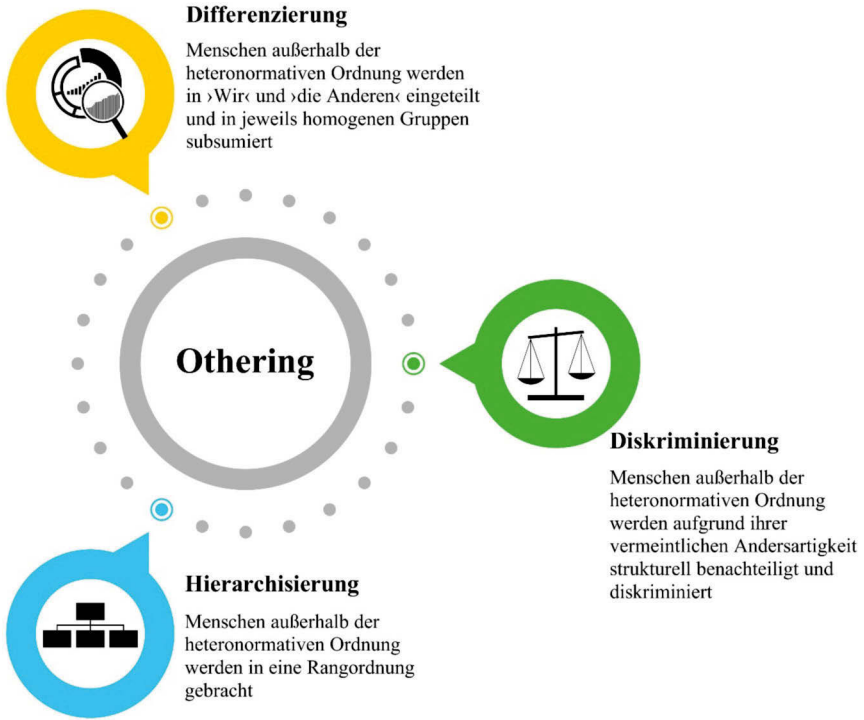 Differenzierung
Menschen außerhalb der
heteronormativen Ordnung werden
in ›Wir‹ und ›die Anderen‹ eingeteilt
und in jeweils homogenen Gruppen
subsumiert
Othering
Diskriminierung
Menschen außerhalb der
heteronormativen Ordnung
werden aufgrund ihrer
vermeintlichen Andersartigkeit
strukturell benachteiligt und
diskriminiert
Hierarchisierung
Menschen außerhalb der
heteronormativen Ordnung
werden in eine Rangordnung
gebracht